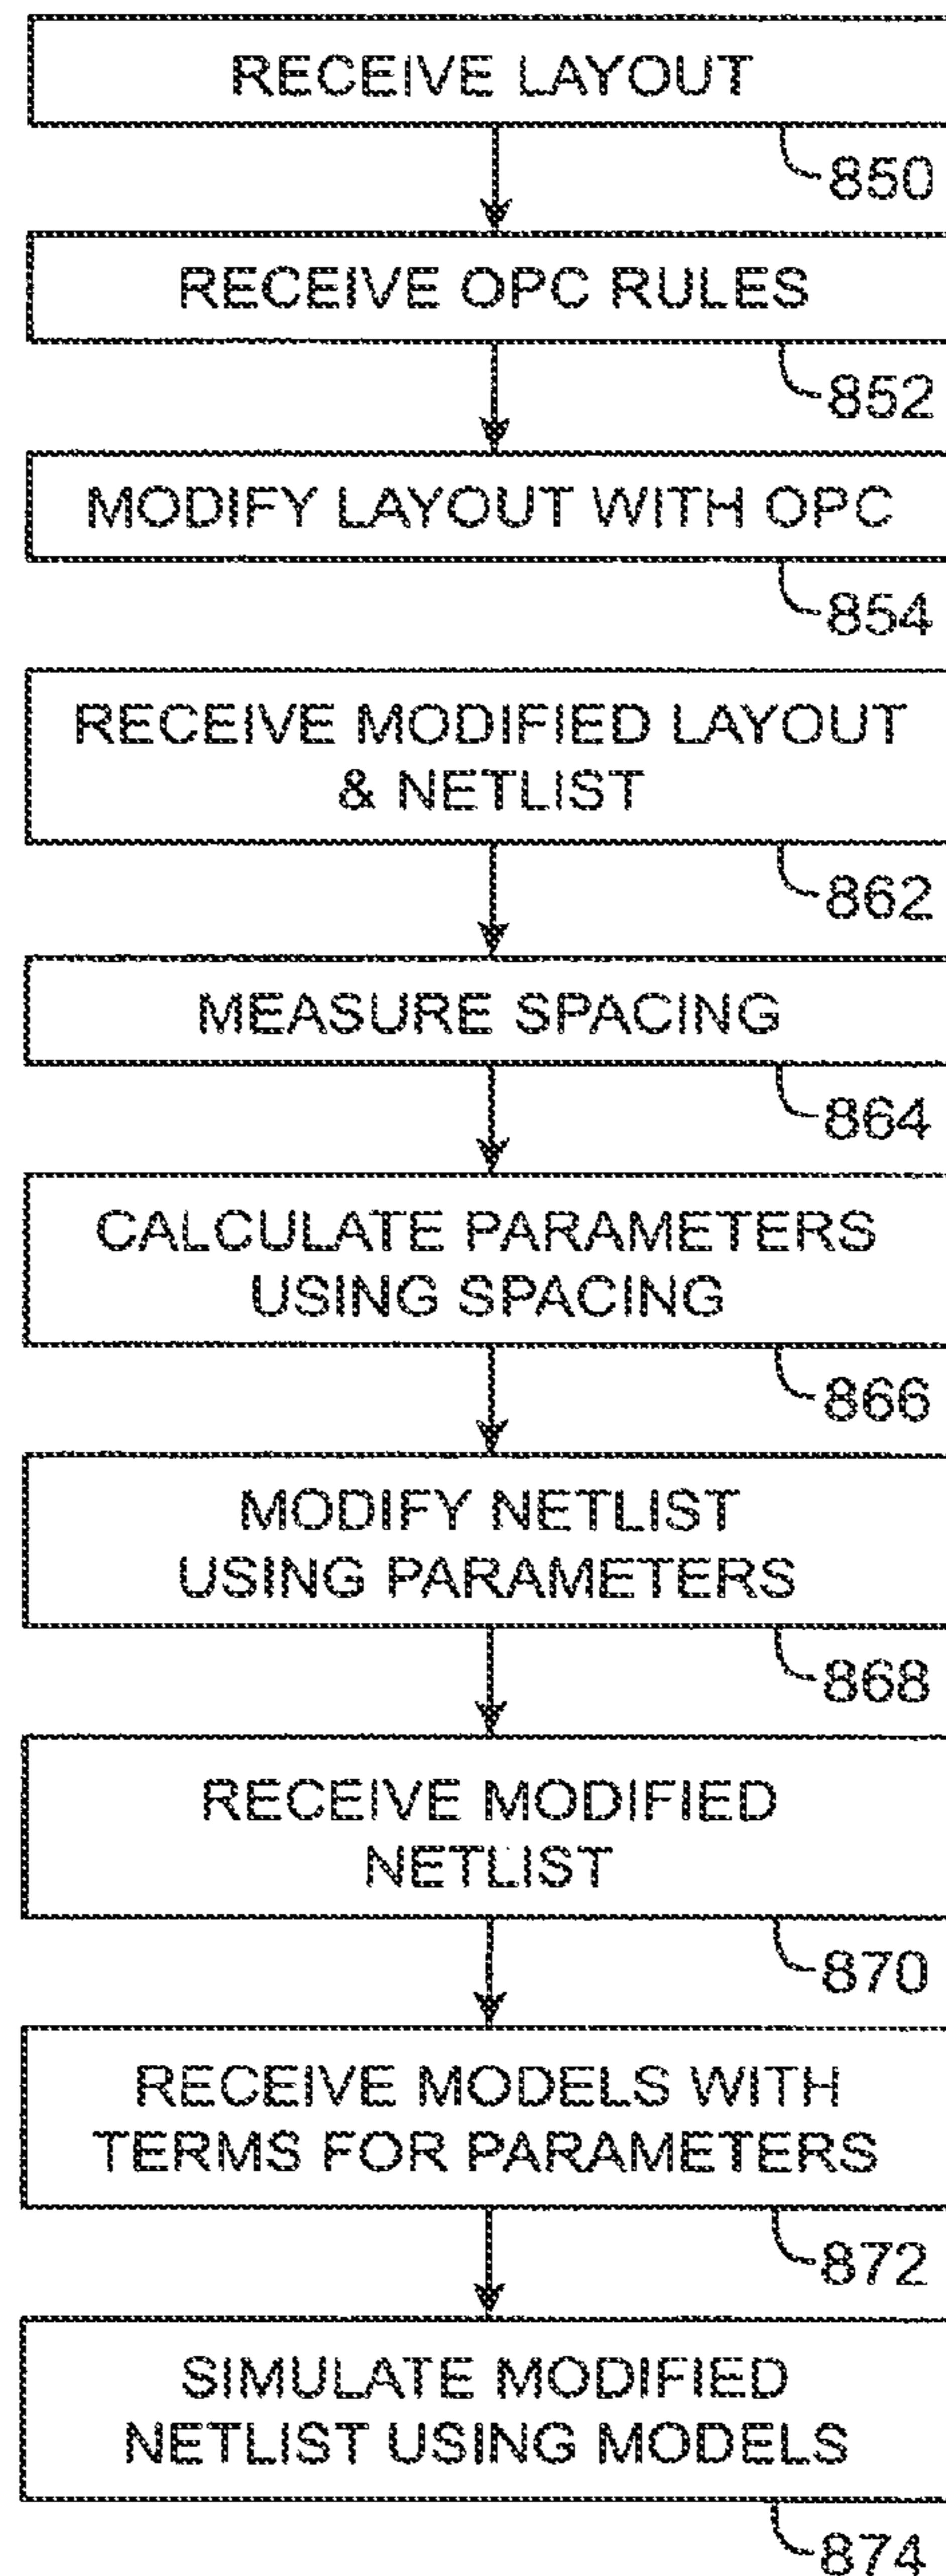 RECEIVE LAYOUT
850
RECEIVE OPC RULES
852
MODIFY LAYOUT WITH OPC
854
RECEIVE MODIFIED LAYOUT
& NETLIST
862
MEASURE SPACING
864
CALCULATE PARAMETERS
USING SPACING
866
MODIFY NETLIST
USING PARAMETERS
868
RECEIVE MODIFIED
NETLIST
870
RECEIVE MODELS WITH
TERMS FOR PARAMETERS
872
SIMULATE MODIFIED
NETLIST USING MODELS
874